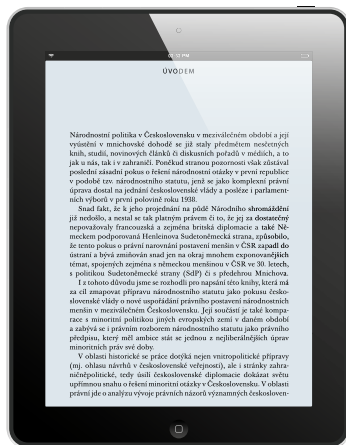 ÚVODEM
Národnostní politika v Československu v meziválečném období a její
vyústění v mnichovské dohodě se již staly předmětem nesčetných
knih, studií, novinových článků či diskusních pořadů v médiích, a to
jak u nás, tak i v zahraničí. Poněkud stranou pozornosti však zůstával
poslední zásadní pokus o řešení národnostní otázky v první republice
v podobě tzv. národnostního statutu, jenž se jako komplexní právní
úprava dostal na jednání československé vlády a posléze i parlament-
ních výborů v první polovině roku 1938.
Snad fakt, že k jeho projednání na půdě Národního shromáždění
již nedošlo, a nestal se tak platným právem či to, že jej za dostatečný
nepovažovaly francouzská a zejména britská diplomacie a také Ně-
meckem podporovaná Henleinova Sudetoněmecká strana, způsobilo,
že tento pokus o právní narovnání postavení menšin v ČSR zapadl do
ústraní a bývá zmiňován snad jen na okraj mnohem exponovanějších
témat, spojených zejména s německou menšinou v ČSR ve 30. letech,
s politikou Sudetoněmecké strany (SdP) či s předehrou Mnichova.
I z tohoto důvodu jsme se rozhodli pro napsání této knihy, která má
za cíl zmapovat přípravu národnostního statutu jako pokusu česko-
slovenské vlády o nové uspořádání právního postavení národnostních
menšin v meziválečném Československu. Její součástí je také kompa-
race s minoritní politikou jiných evropských zemí v daném období
a zabývá se i právním rozborem národnostního statutu jako právního
předpisu, který měl ambice stát se jednou z nejliberálnějších úprav
minoritních práv své doby.
V oblasti historické se práce dotýká nejen vnitropolitické přípravy
(mj. ohlasu návrhů v československé veřejnosti), ale i stránky zahra-
ničněpolitické, tedy úsilí československé diplomacie dokázat světu
upřímnou snahu o řešení minoritní otázky v Československu. V oblasti
právní jde o analýzu vývoje právních názorů významných českosloven-